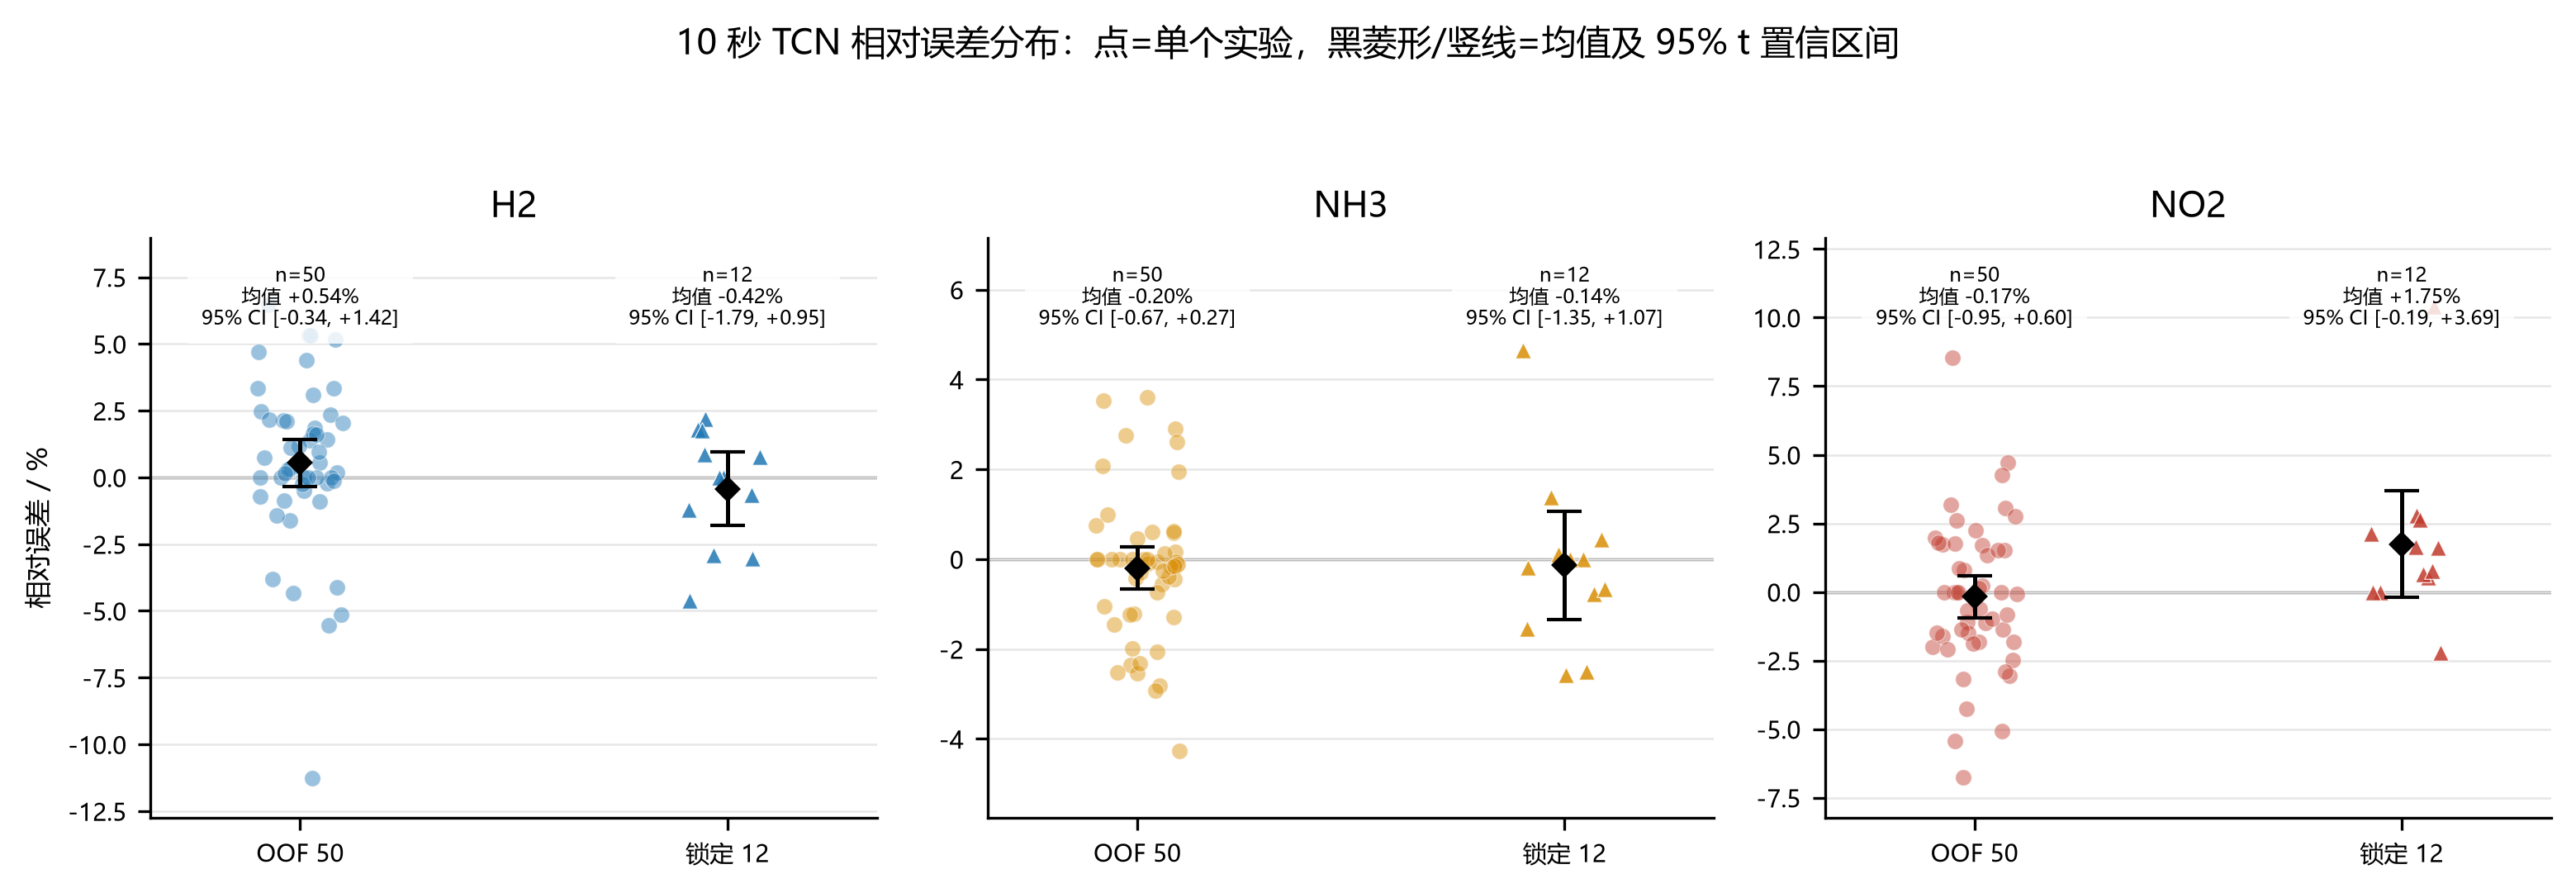 10 秒 TCN 相对误差分布：点=单个实验，黑菱形/竖线=均值及 95% t 置信区间
相对误差 / %
H2
7.5
5.0
2.5
0.0
-2.5
-5.0
-7.5
-10.0
-12.5
n=50
均值 +0.54%
95% CI [-0.34, +1.42]
n=12
均值 -0.42%
95% CI [-1.79, +0.95]
OOF 50
锁定 12
NH3
6
4
2
0
-2
-4
n=50
均值 -0.20%
95% CI [-0.67, +0.27]
n=12
均值 -0.14%
95% CI [-1.35, +1.07]
OOF 50
锁定 12
NO2
12.5
10.0
7.5
5.0
2.5
0.0
-2.5
-5.0
-7.5
n=50
均值 -0.17%
95% CI [-0.95, +0.60]
n=12
均值 +1.75%
95% CI [-0.19, +3.69]
OOF 50
锁定 12